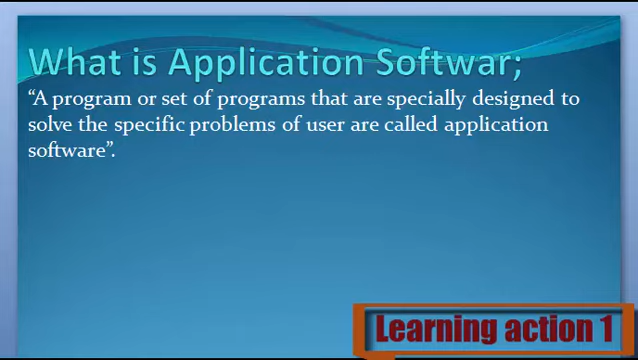 What is Application Softwar;
“A program or set of programs that are specially designed to
solve the specific problems of user are called application
software”.
Learning action 1